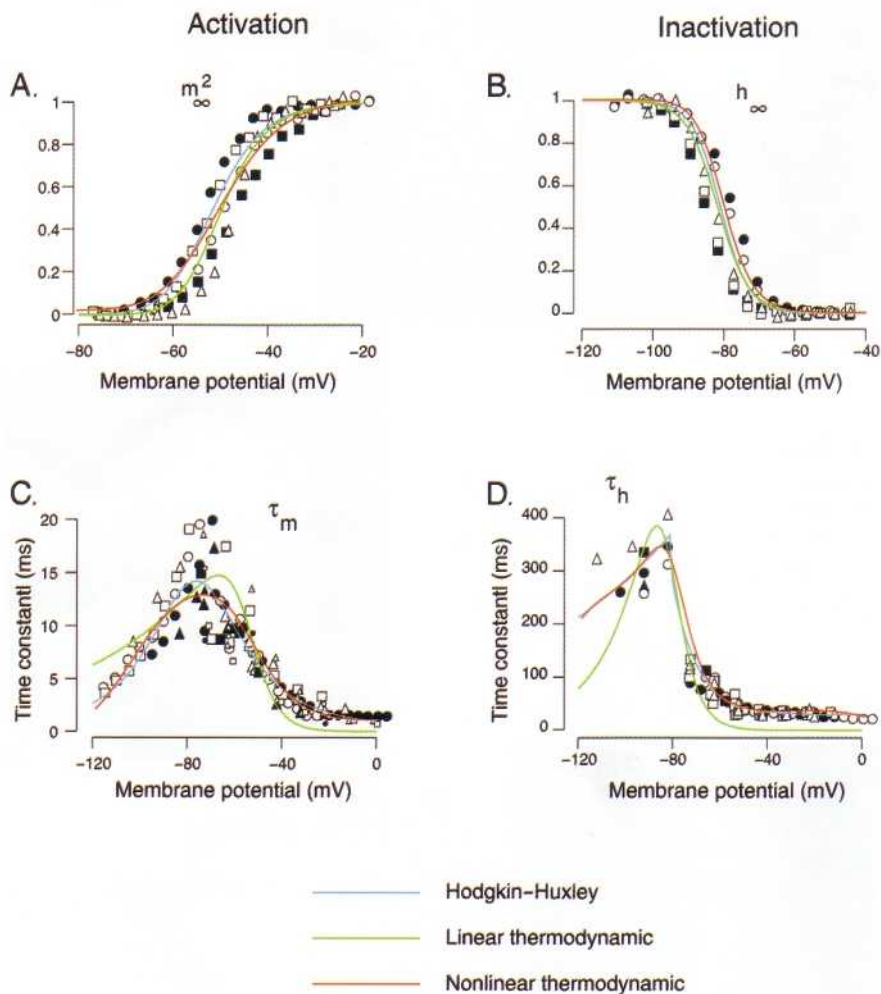 Activation
Inactivation
A.
m²
∞
1
0.8
0.6
0.4
0.2
0
−80
−60
−40
−20
Membrane potential (mV)
B.
h
∞
1
0.8
0.6
0.4
0.2
0
−120
−100
−80
−60
−40
Membrane potential (mV)
C.
τm
Time constantl (ms)
20
15
10
5
0
−120
−80
−40
0
Membrane potential (mV)
D.
τh
Time constantl (ms)
400
300
200
100
0
−120
−80
−40
0
Membrane potential (mV)
Hodgkin−Huxley
Linear thermodynamic
Nonlinear thermodynamic